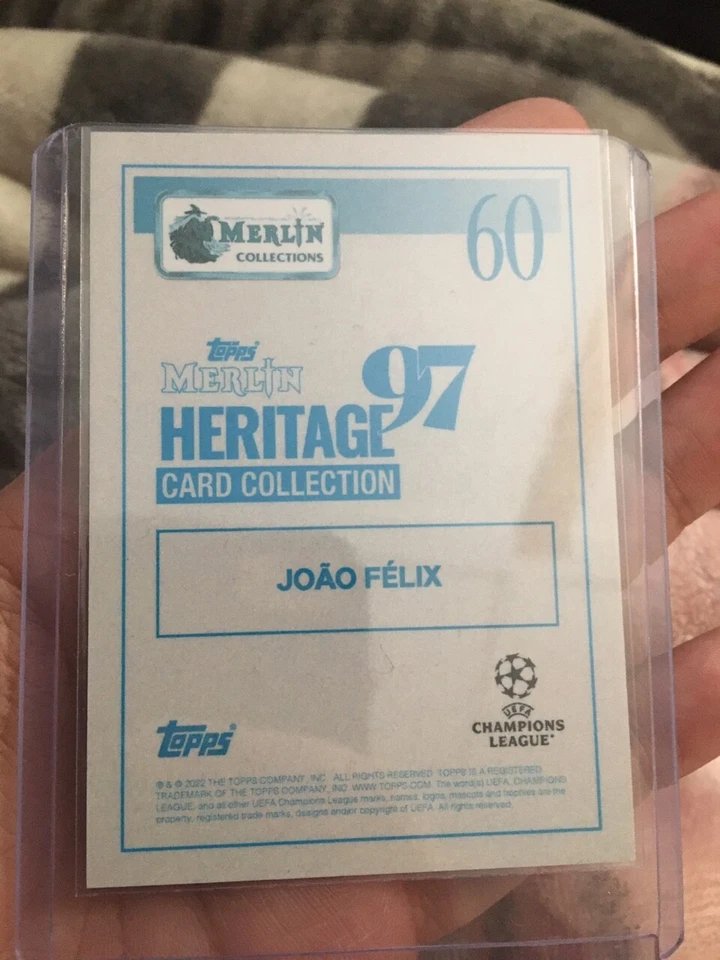 MERLIN
COLLECTIONS
60
topps
MERLIN
HERITAGE 97
CARD COLLECTION
JOÃO FÉLIX
topps®
UEFA
CHAMPIONS
LEAGUE®
® & © 2022 THE TOPPS COMPANY, INC. ALL RIGHTS RESERVED. TOPPS IS A REGISTERED
TRADEMARK OF THE TOPPS COMPANY, INC. WWW.TOPPS.COM. The word(s) UEFA, CHAMPIONS
LEAGUE, and all other UEFA Champions League marks, names, logos, mascots and trophies are the
property, registered trade marks, designs and/or copyright of UEFA. All rights reserved.